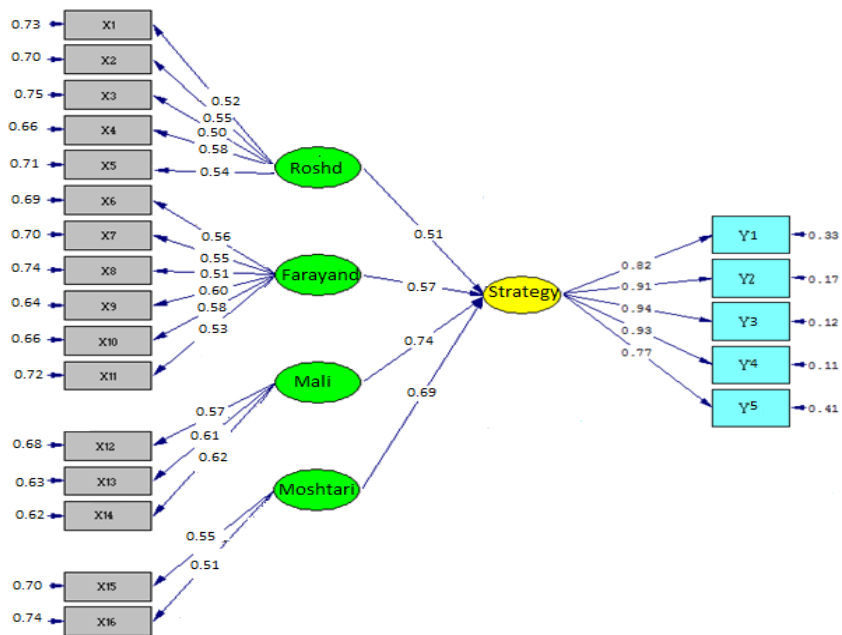 0.73 X1
0.70 X2
0.75 X3
0.66 X4
0.71 X5
0.69 X6
0.70 X7
0.74 X8
0.64 X9
0.66 X10
0.72 X11
0.68 X12
0.63 X13
0.62 X14
0.70 X15
0.74 X16
0.52
0.55
0.50
0.58
0.54
0.56
0.55
0.51
0.60
0.58
0.53
0.57
0.61
0.62
0.55
0.51
Roshd
Farayand
Mali
Moshtari
0.51
0.57
0.74
0.69
Strategy
0.82
0.91
0.94
0.93
0.77
Y1 0.33
Y2 0.17
Y3 0.12
Y4 0.11
Y5 0.41